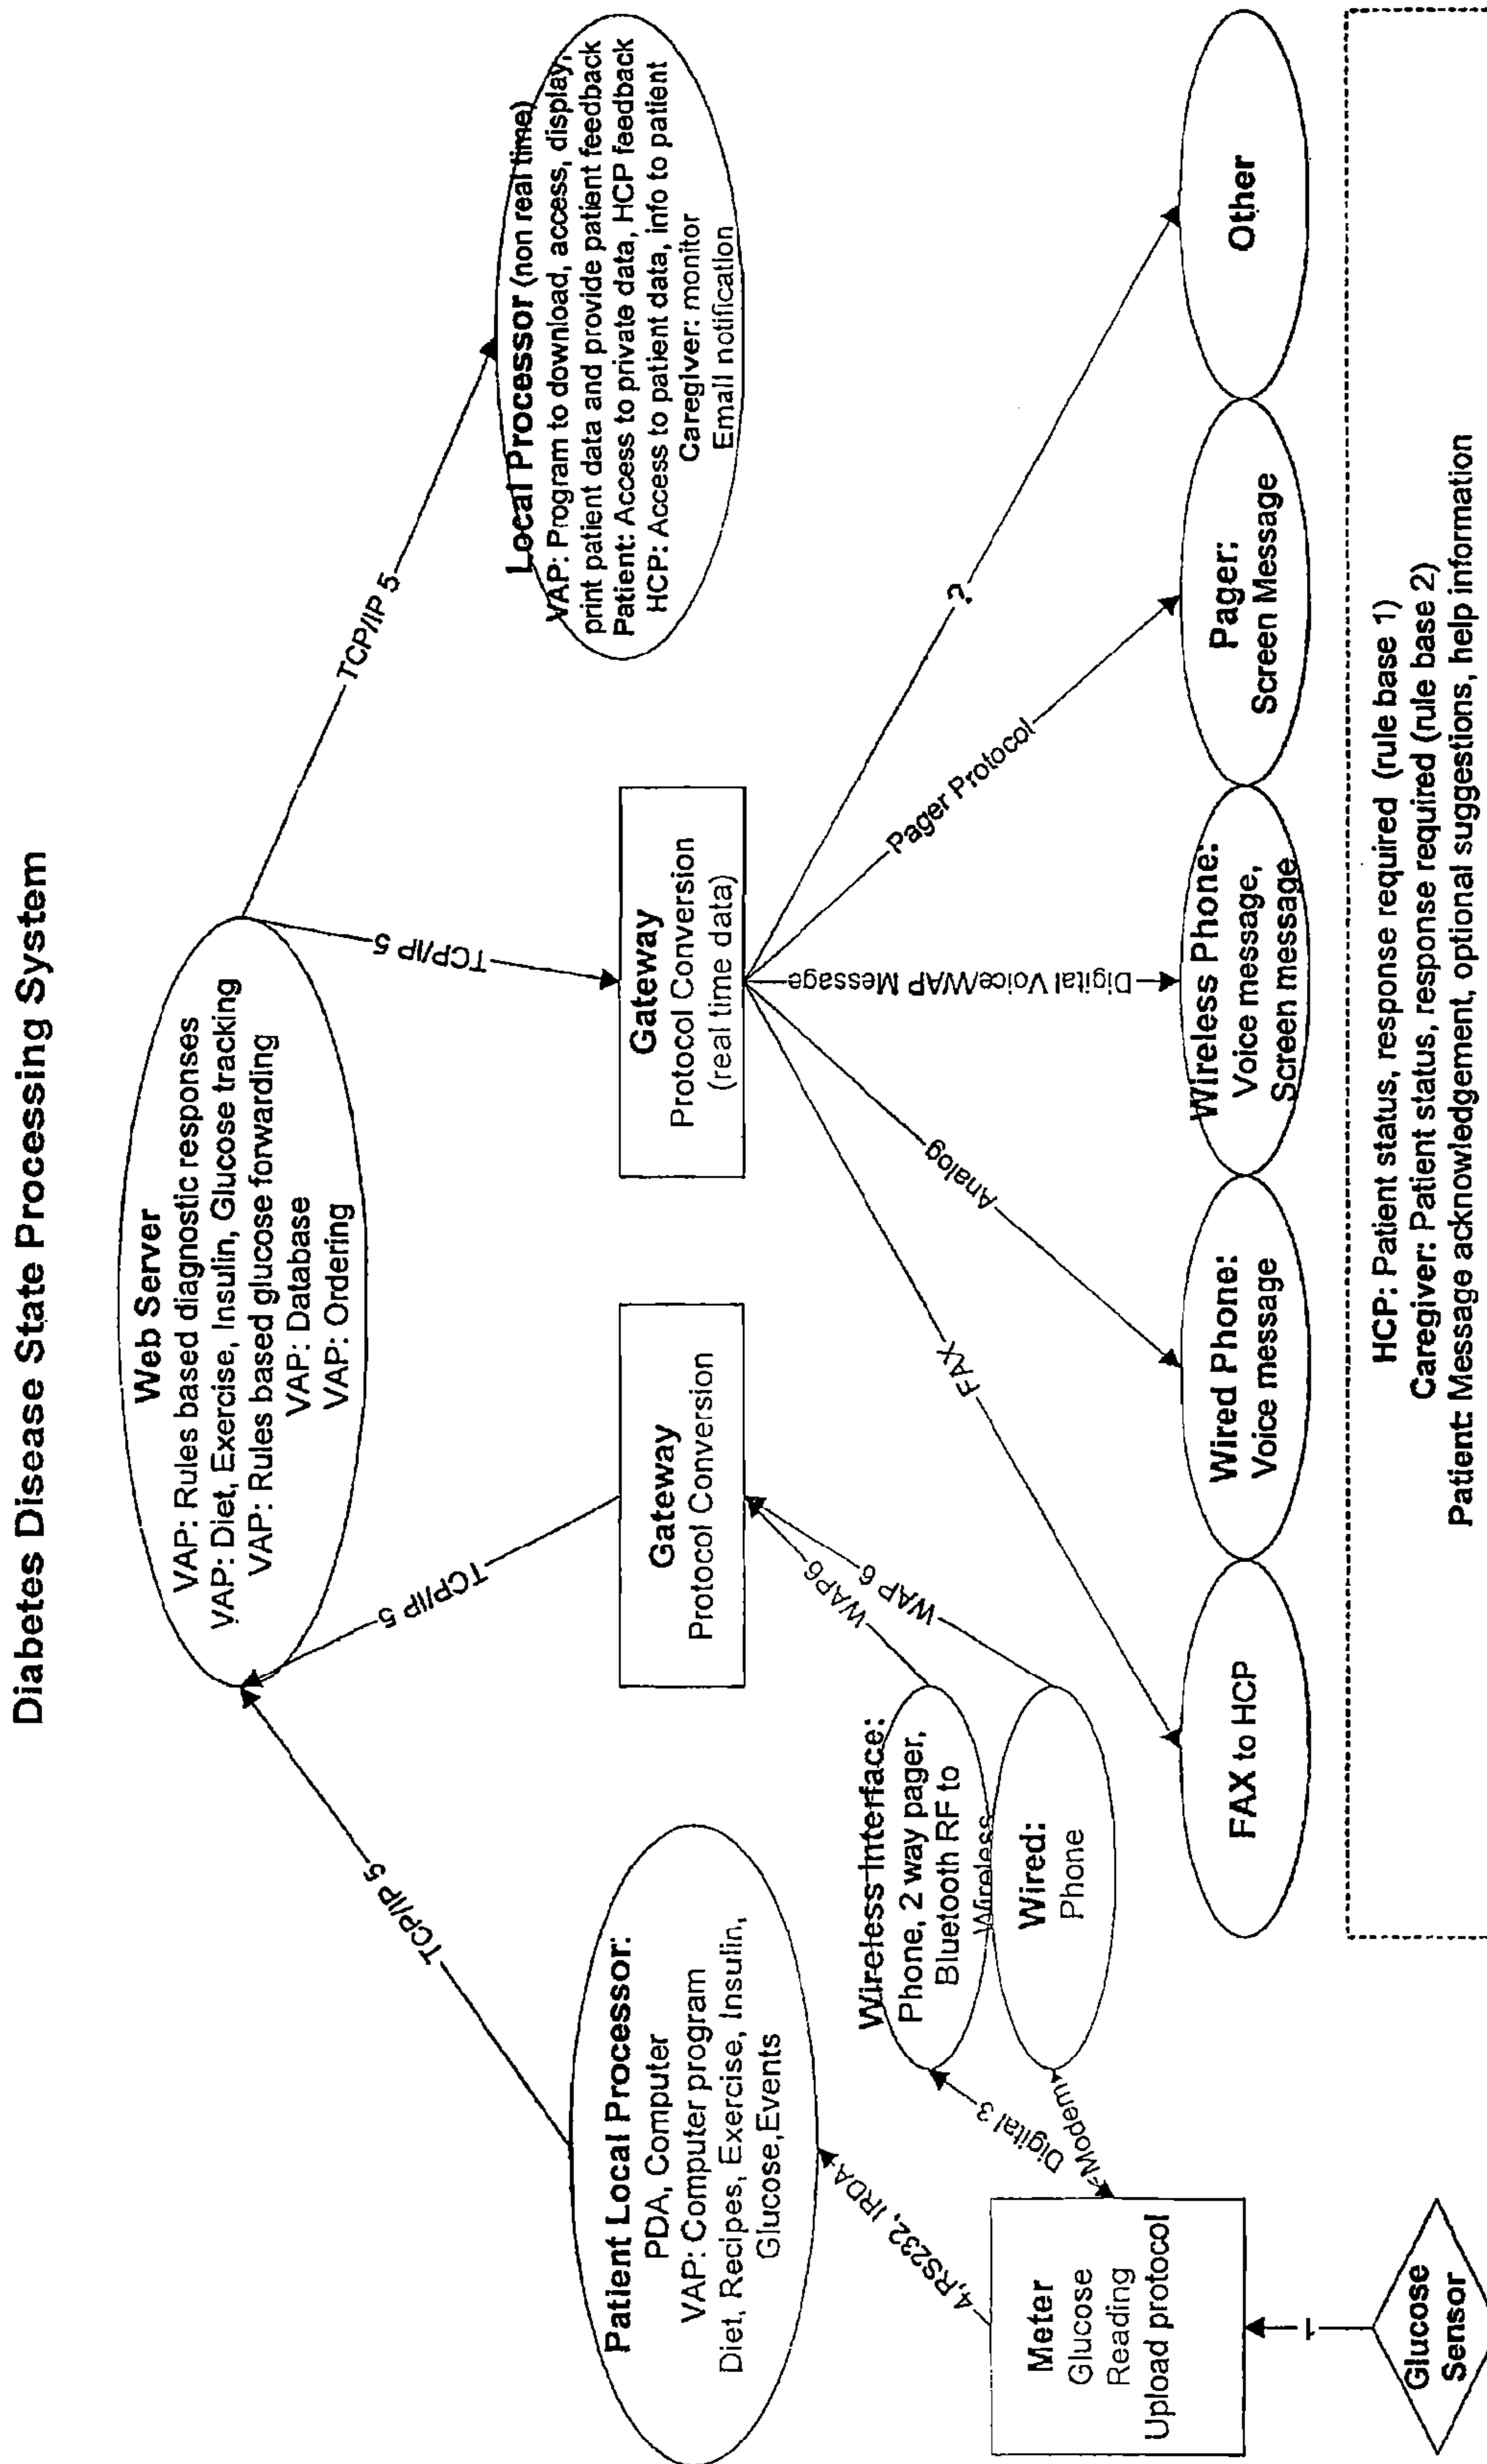 Diabetes Disease State Processing System
Web Server
VAP: Rules based diagnostic responses
VAP: Diet, Exercise, Insulin, Glucose tracking
VAP: Rules based glucose forwarding
VAP: Database
VAP: Ordering
TCP/IP 5
TCP/IP 5
TCP/IP 5
TCP/IP 5
Patient Local Processor:
PDA, Computer
VAP: Computer program
Diet, Recipes, Exercise, Insulin,
Glucose,Events
Gateway
Protocol Conversion
Gateway
Protocol Conversion
(real time data)
Local Processor (non real time)
VAP: Program to download, access, display,
print patient data and provide patient feedback
Patient: Access to private data, HCP feedback
HCP: Access to patient data, info to patient
Caregiver: monitor
Email notification
WAP6
WAP 6
Wireless Interface:
Phone, 2 way pager,
Bluetooth RF to
Wireless
Wired:
Phone
4,RS232, IRDA
Digital 3
Modem
Meter
Glucose
Reading
Upload protocol
1
Glucose
Sensor
FAX
Analog
Digital Voice/WAP Message
Pager Protocol
?
FAX to HCP
Wired Phone:
Voice message
Wireless Phone:
Voice message,
Screen message
Pager:
Screen Message
Other
HCP: Patient status, response required (rule base 1)
Caregiver: Patient status, response required (rule base 2)
Patient: Message acknowledgement, optional suggestions, help information